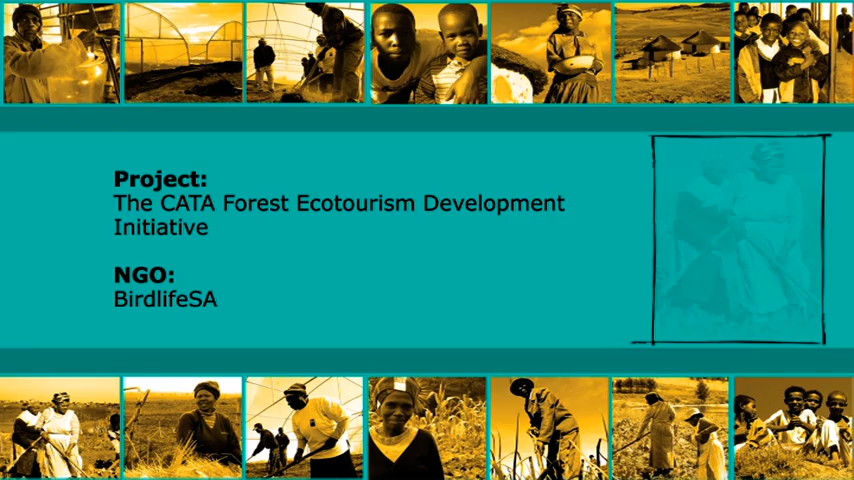 Project:
The CATA Forest Ecotourism Development
Initiative
NGO:
BirdlifeSA